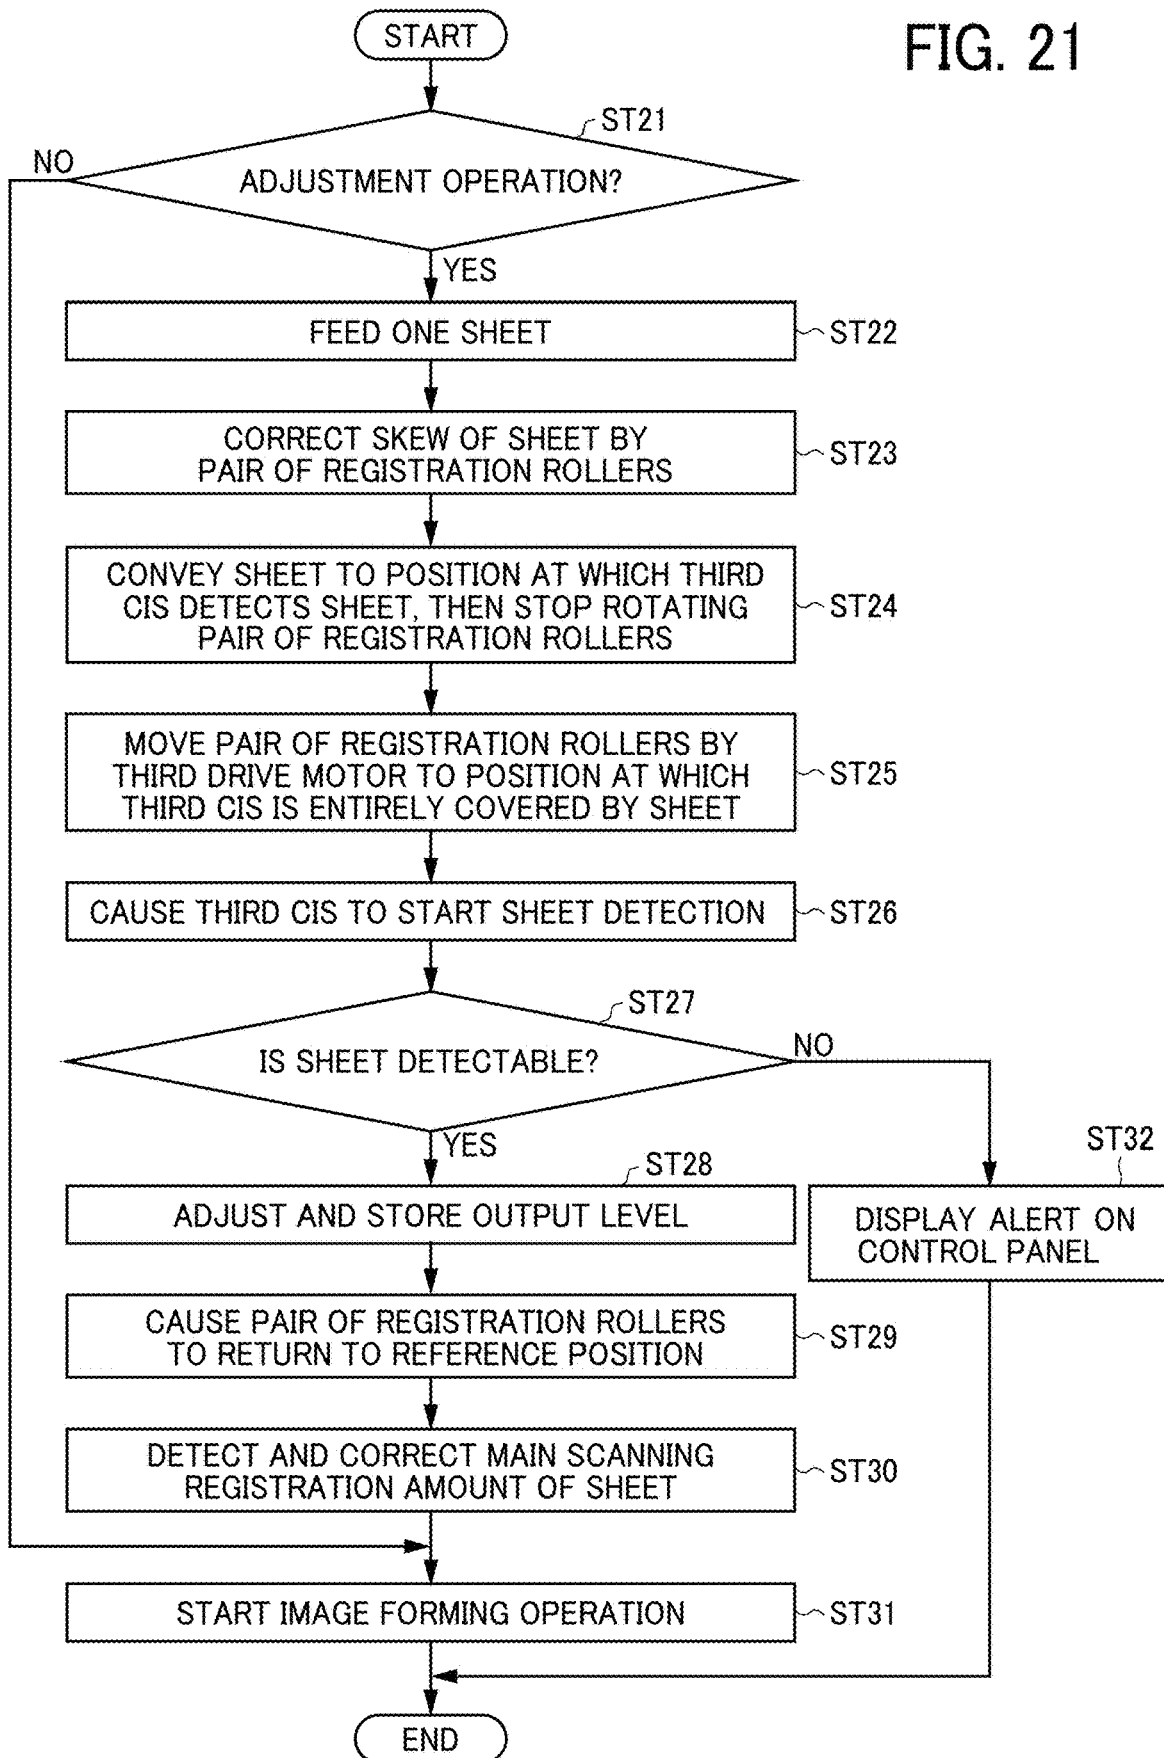 FIG. 21
START
ST21
NO
ADJUSTMENT OPERATION?
YES
FEED ONE SHEET
ST22
CORRECT SKEW OF SHEET BY
PAIR OF REGISTRATION ROLLERS
ST23
CONVEY SHEET TO POSITION AT WHICH THIRD
CIS DETECTS SHEET, THEN STOP ROTATING
PAIR OF REGISTRATION ROLLERS
ST24
MOVE PAIR OF REGISTRATION ROLLERS BY
THIRD DRIVE MOTOR TO POSITION AT WHICH
THIRD CIS IS ENTIRELY COVERED BY SHEET
ST25
CAUSE THIRD CIS TO START SHEET DETECTION
ST26
ST27
IS SHEET DETECTABLE?
NO
YES
ST28
ADJUST AND STORE OUTPUT LEVEL
ST32
DISPLAY ALERT ON
CONTROL PANEL
CAUSE PAIR OF REGISTRATION ROLLERS
TO RETURN TO REFERENCE POSITION
ST29
DETECT AND CORRECT MAIN SCANNING
REGISTRATION AMOUNT OF SHEET
ST30
START IMAGE FORMING OPERATION
ST31
END